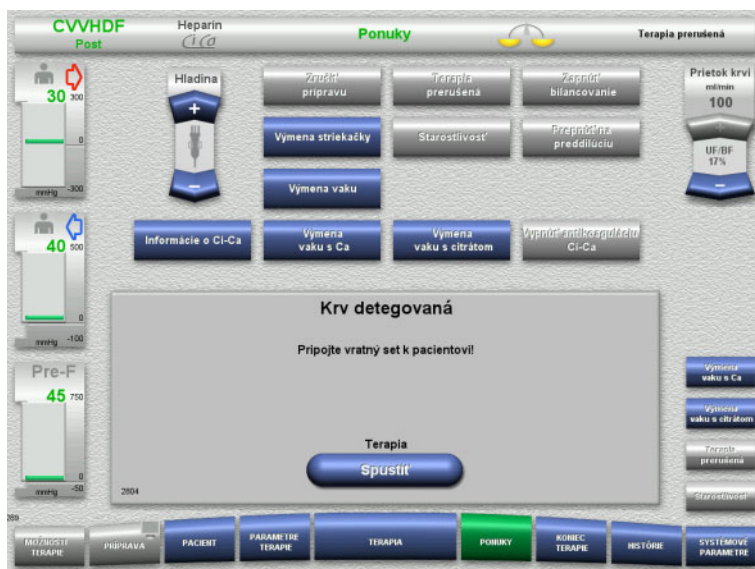 CVVHDF
Post
Heparin
Ci Ca
Ponuky
Terapia prerušená
30
300
0
-300
mmHg
Hladina
+
−
Zrušiť
prípravu
Terapia
prerušená
Zapnúť
bilancovanie
Výmena striekačky
Starostlivosť
Prepnúť na
preddilúciu
Výmena vaku
Informácie o Ci-Ca
Výmena
vaku s Ca
Výmena
vaku s citrátom
Vypnúť antikoaguláciu
Ci-Ca
Prietok krvi
ml/min
100
+
UF/BF
17%
−
40
500
0
-100
mmHg
Pre-F
45
750
0
-50
mmHg
Krv detegovaná
Pripojte vratný set k pacientovi!
Terapia
Spustiť
2804
Výmena
vaku s Ca
Výmena
vaku s citrátom
Terapia
prerušená
Starostlivosť
MOŽNOSTI
TERAPIE
PRÍPRAVA
PACIENT
PARAMETRE
TERAPIE
TERAPIA
PONUKY
KONIEC
TERAPIE
HISTÓRIE
SYSTÉMOVÉ
PARAMETRE